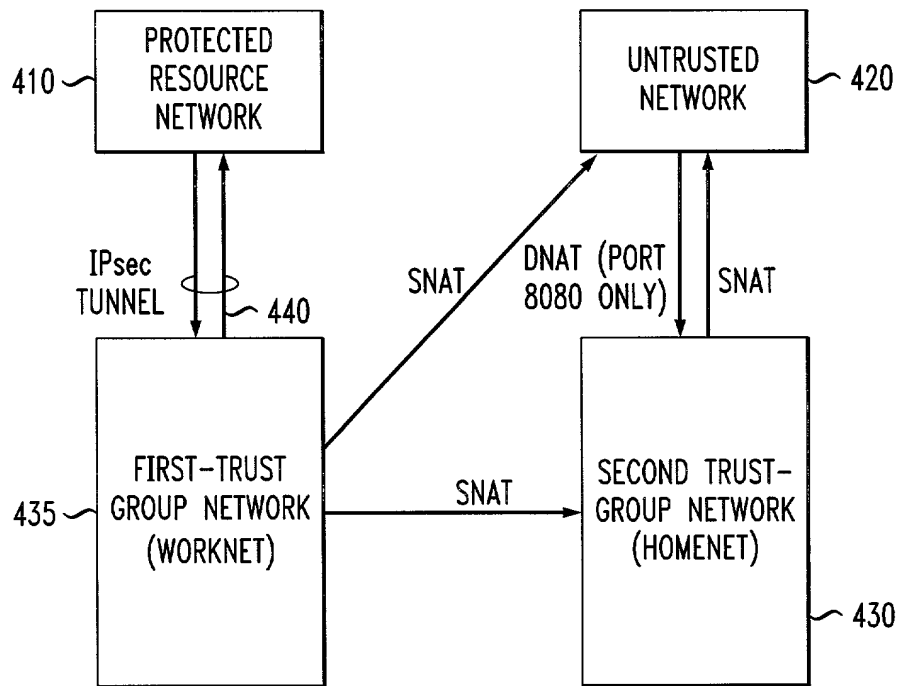 PROTECTED
RESOURCE
NETWORK
410
UNTRUSTED
NETWORK
420
IPsec
TUNNEL
440
SNAT
DNAT (PORT
8080 ONLY)
SNAT
FIRST-TRUST
GROUP NETWORK
(WORKNET)
435
SNAT
SECOND TRUST-
GROUP NETWORK
(HOMENET)
430